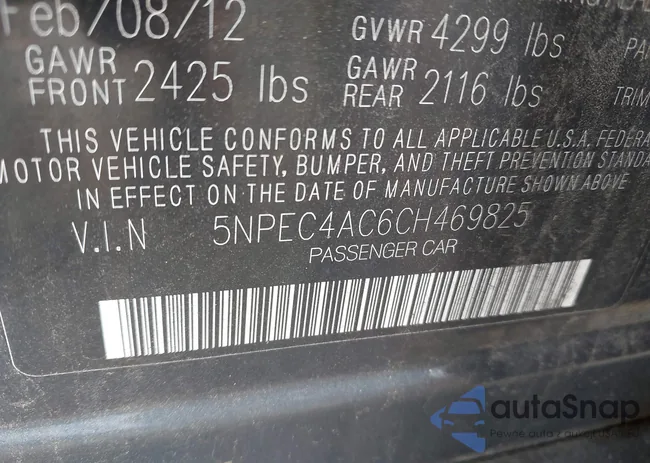 Feb/08/12 GVWR 4299 lbs
GAWR FRONT 2425 lbs GAWR REAR 2116 lbs TRIM
THIS VEHICLE CONFORMS TO ALL APPLICABLE U.S.A. FEDERA
MOTOR VEHICLE SAFETY, BUMPER, AND THEFT PREVENTION STANDA
IN EFFECT ON THE DATE OF MANUFACTURE SHOWN ABOVE
V.I.N 5NPEC4AC6CH469825
PASSENGER CAR
autaSnap